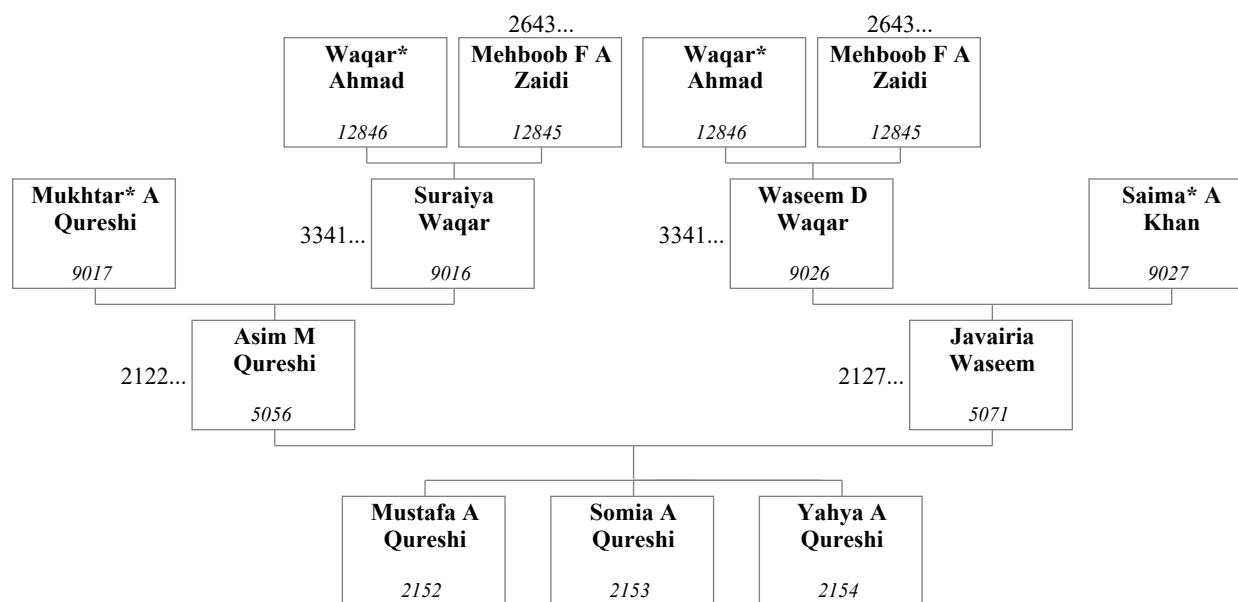 2643...
2643...
Waqar*
Ahmad
12846
Mehboob F A
Zaidi
12845
Waqar*
Ahmad
12846
Mehboob F A
Zaidi
12845
Mukhtar* A
Qureshi
9017
3341...
Suraiya
Waqar
9016
3341...
Waseem D
Waqar
9026
Saima* A
Khan
9027
2122...
Asim M
Qureshi
5056
2127...
Javairia
Waseem
5071
Mustafa A
Qureshi
2152
Somia A
Qureshi
2153
Yahya A
Qureshi
2154